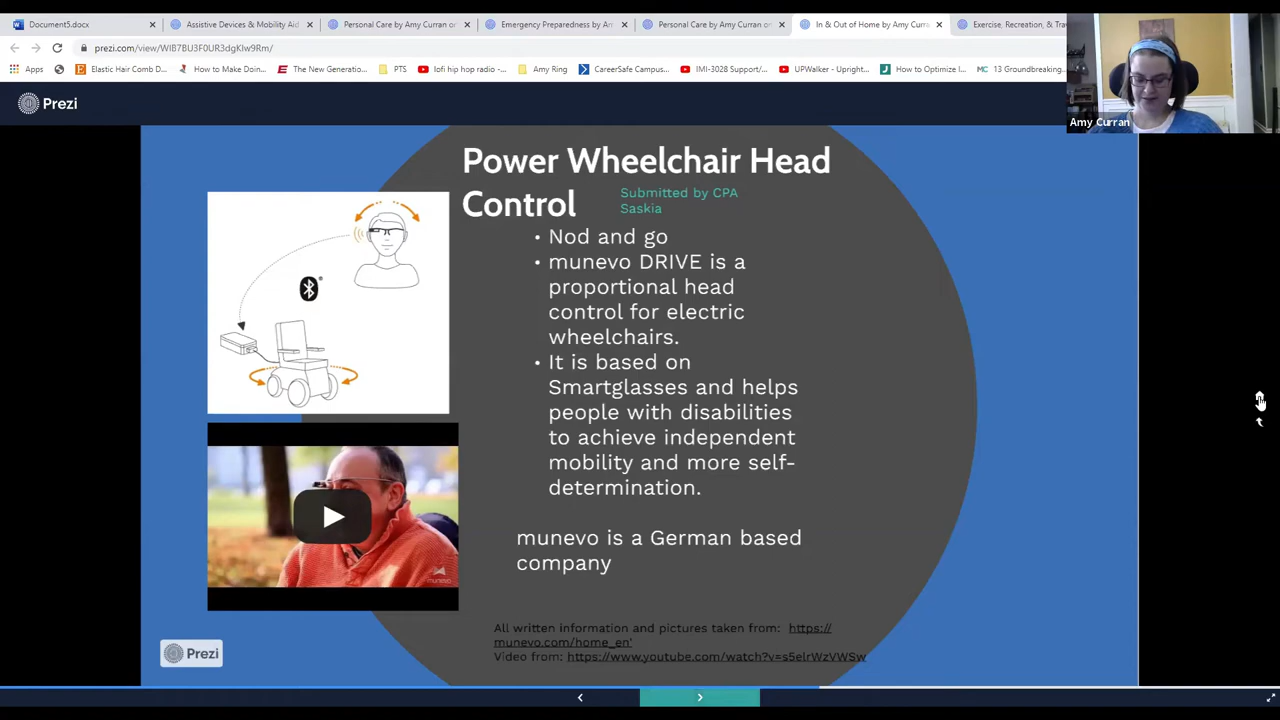 Document5.docx
Assistive Devices & Mobility Aid
Personal Care by Amy Curran o
Emergency Preparedness by Am
Personal Care by Amy Curran o
In & Out of Home by Amy Curr
Exercise, Recreation, & Tra
prezi.com/view/WIB7BU3F0UR3dgKIw9Rm/
Apps
Elastic Hair Comb D...
How to Make Doin...
The New Generatio...
PTS
lofi hip hop radio -...
Amy Ring
CareerSafe Campus...
IMI-3028 Support/...
UPWalker - Upright...
How to Optimize I...
13 Groundbreaking...
Prezi
Amy Curran
Power Wheelchair Head
Control
Submitted by CPA
Saskia
• Nod and go
• munevo DRIVE is a
proportional head
control for electric
wheelchairs.
• It is based on
Smartglasses and helps
people with disabilities
to achieve independent
mobility and more self-
determination.
munevo is a German based
company
munevo
All written information and pictures taken from: https://
munevo.com/home_en'
Video from: https://www.youtube.com/watch?v=s5elrWzVWSw
Prezi